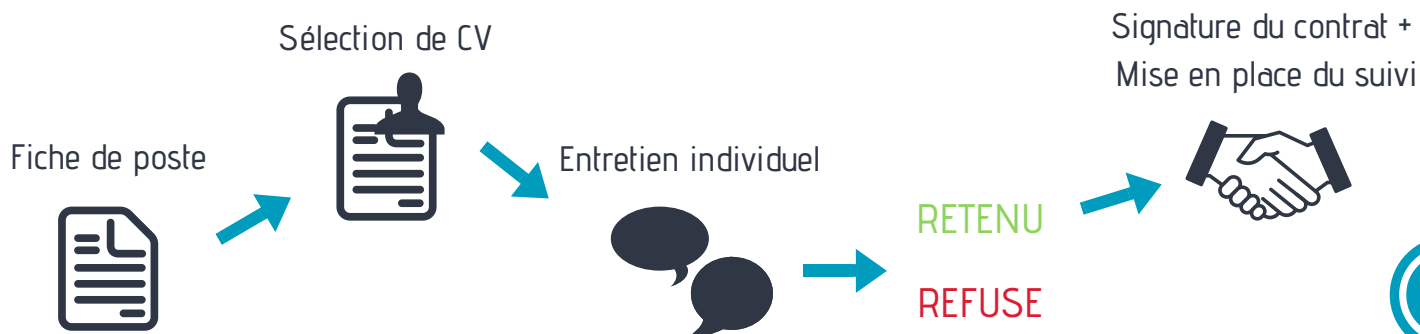 Fiche de poste
Sélection de CV
Entretien individuel
RETENU
REFUSE
Signature du contrat +
Mise en place du suivi